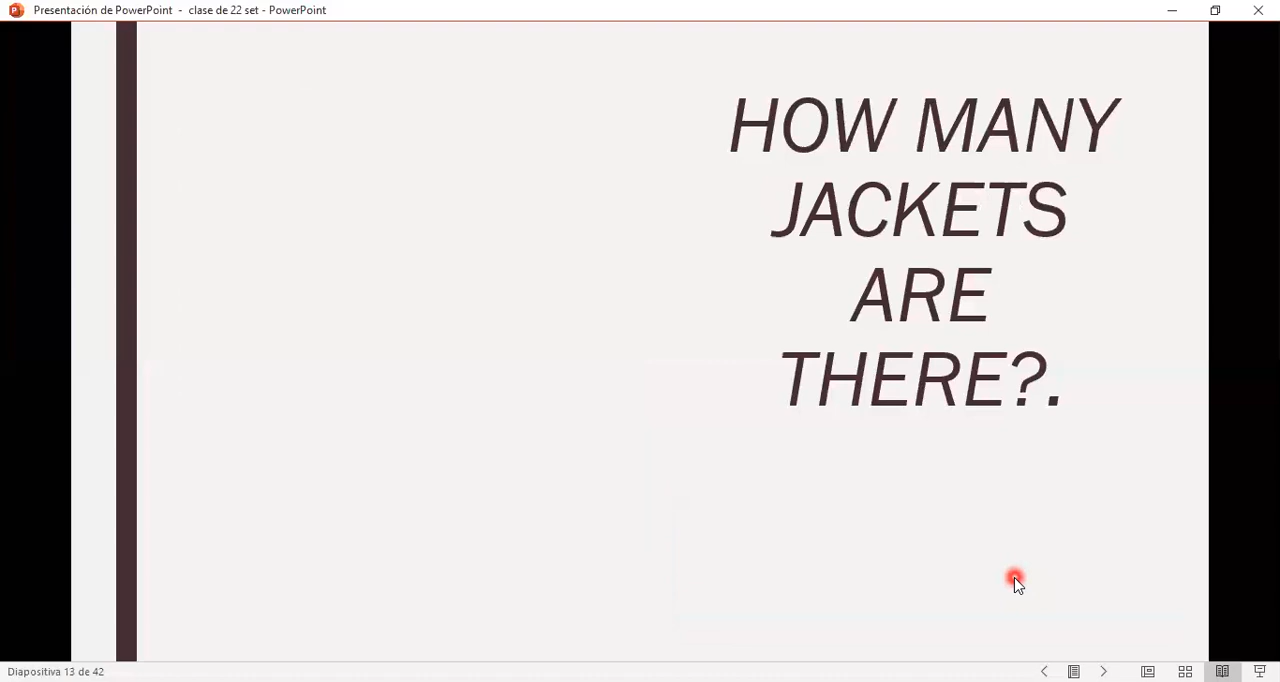 Presentación de PowerPoint - clase de 22 set - PowerPoint
HOW MANY
JACKETS
ARE
THERE?.
Diapositiva 13 de 42